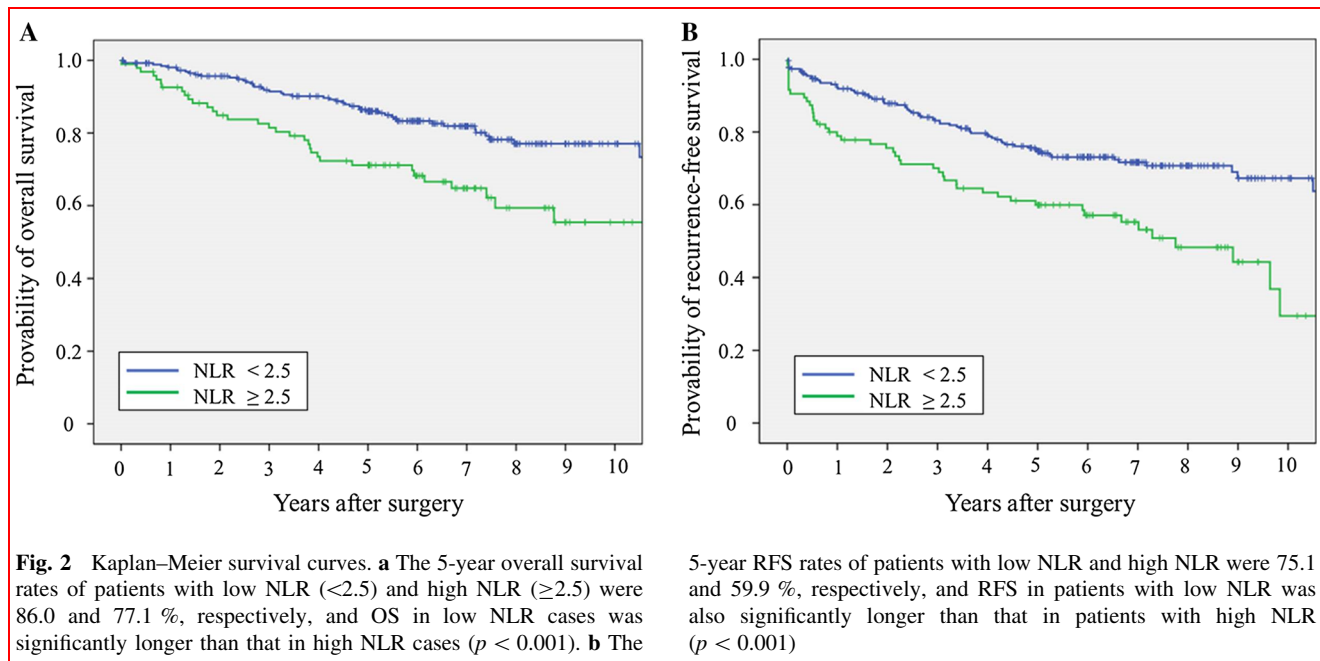 A
Provability of overall survival
1.0
0.8
0.6
0.4
0.2
0
NLR < 2.5
NLR ≥ 2.5
0 1 2 3 4 5 6 7 8 9 10
Years after surgery
B
Provability of recurrence-free survival
1.0
0.8
0.6
0.4
0.2
0
NLR < 2.5
NLR ≥ 2.5
0 1 2 3 4 5 6 7 8 9 10
Years after surgery
Fig. 2 Kaplan–Meier survival curves. a The 5-year overall survival
rates of patients with low NLR (<2.5) and high NLR (≥2.5) were
86.0 and 77.1 %, respectively, and OS in low NLR cases was
significantly longer than that in high NLR cases (p < 0.001). b The
5-year RFS rates of patients with low NLR and high NLR were 75.1
and 59.9 %, respectively, and RFS in patients with low NLR was
also significantly longer than that in patients with high NLR
(p < 0.001)